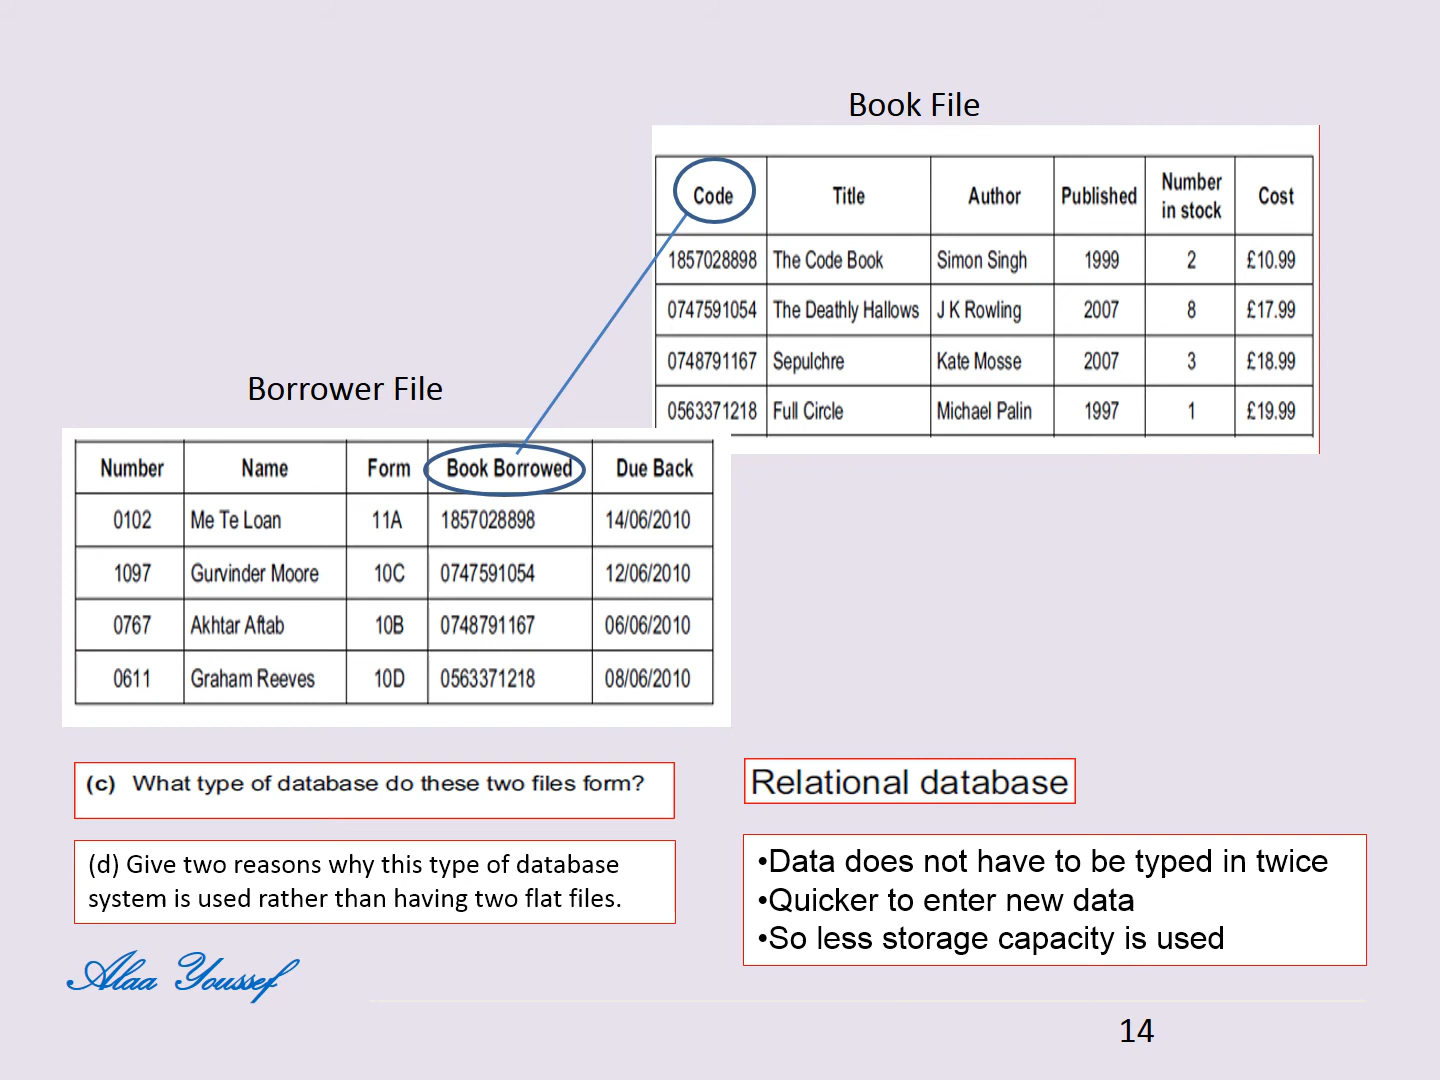 Book File
Code Title Author Published Number in stock Cost
1857028898 The Code Book Simon Singh 1999 2 £10.99
0747591054 The Deathly Hallows J K Rowling 2007 8 £17.99
0748791167 Sepulchre Kate Mosse 2007 3 £18.99
0563371218 Full Circle Michael Palin 1997 1 £19.99
Borrower File
Number Name Form Book Borrowed Due Back
0102 Me Te Loan 11A 1857028898 14/06/2010
1097 Gurvinder Moore 10C 0747591054 12/06/2010
0767 Akhtar Aftab 10B 0748791167 06/06/2010
0611 Graham Reeves 10D 0563371218 08/06/2010
(c) What type of database do these two files form?
Relational database
(d) Give two reasons why this type of database
system is used rather than having two flat files.
•Data does not have to be typed in twice
•Quicker to enter new data
•So less storage capacity is used
Alaa Youssef
14